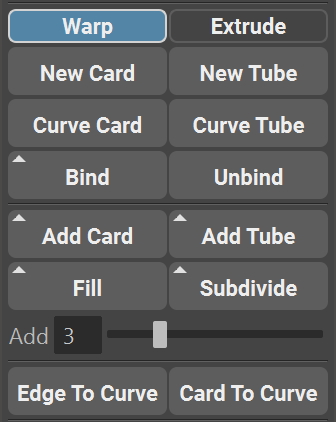 Warp Extrude
New Card New Tube
Curve Card Curve Tube
Bind Unbind
Add Card Add Tube
Fill Subdivide
Add 3
Edge To Curve Card To Curve